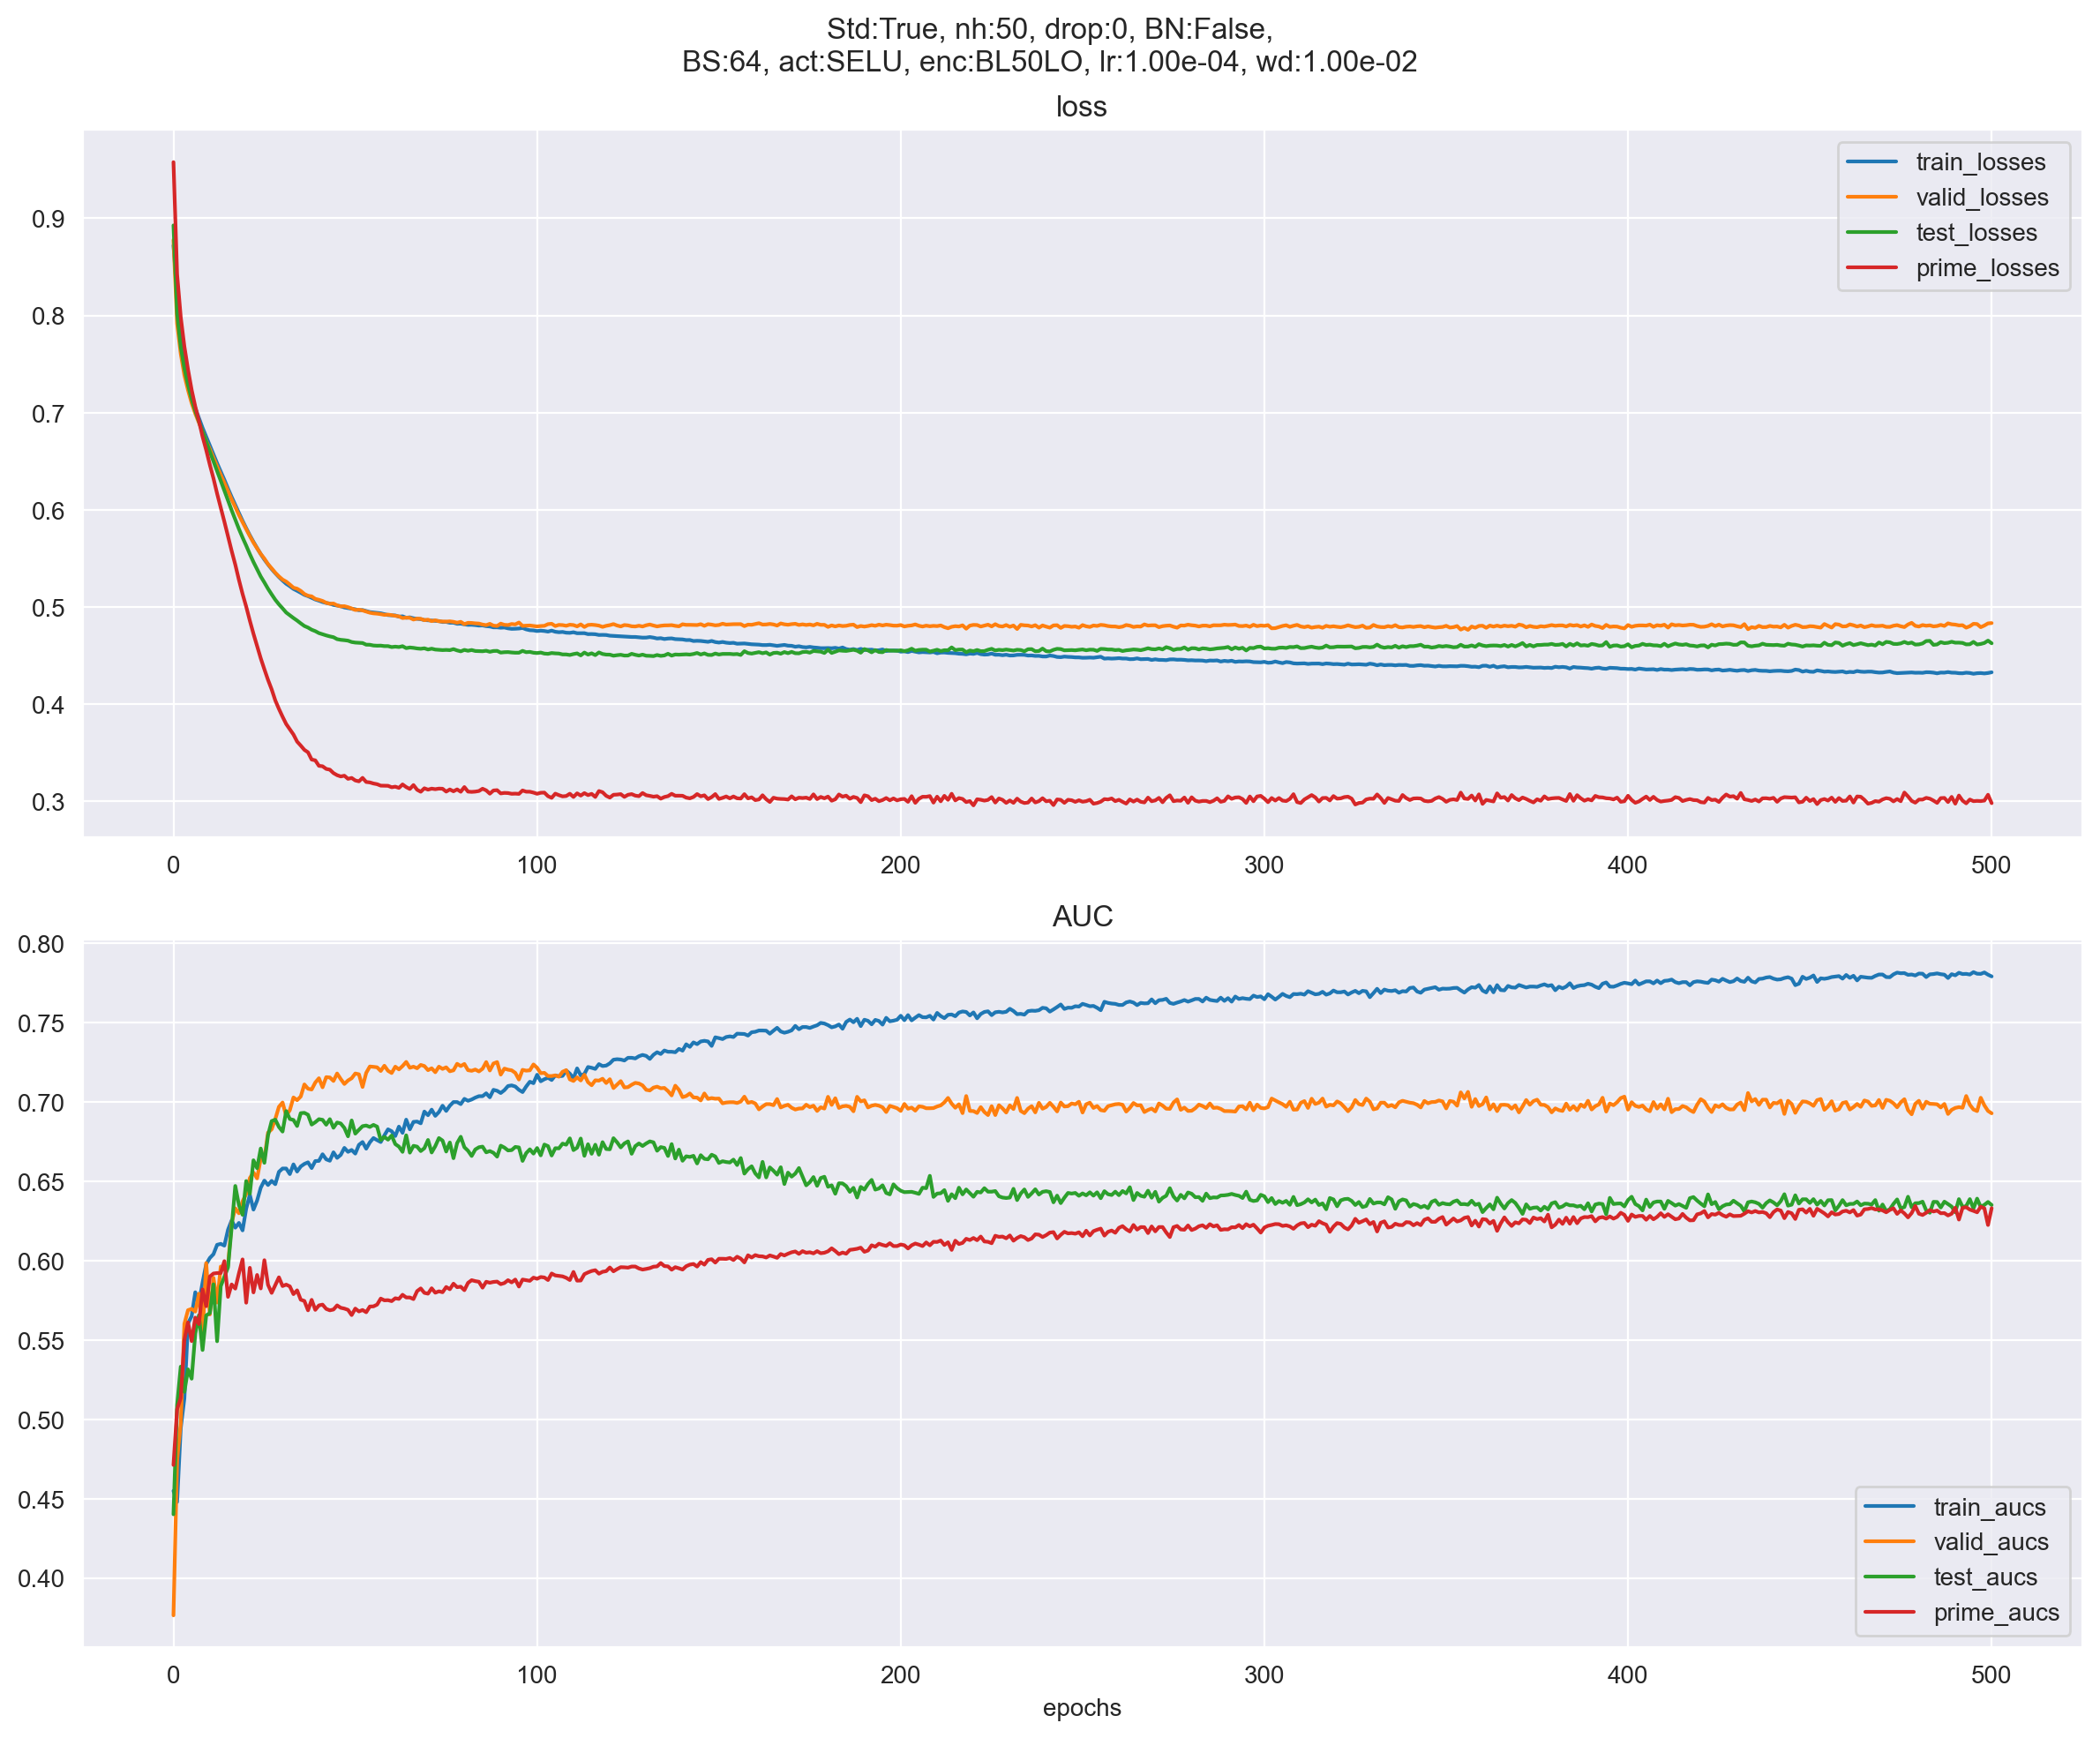 Std:True, nh:50, drop:0, BN:False,
BS:64, act:SELU, enc:BL50LO, lr:1.00e-04, wd:1.00e-02
loss
train_losses
valid_losses
test_losses
prime_losses
0.9
0.8
0.7
0.6
0.5
0.4
0.3
0 100 200 300 400 500
AUC
0.80
0.75
0.70
0.65
0.60
0.55
0.50
0.45
0.40
train_aucs
valid_aucs
test_aucs
prime_aucs
0 100 200 300 400 500
epochs